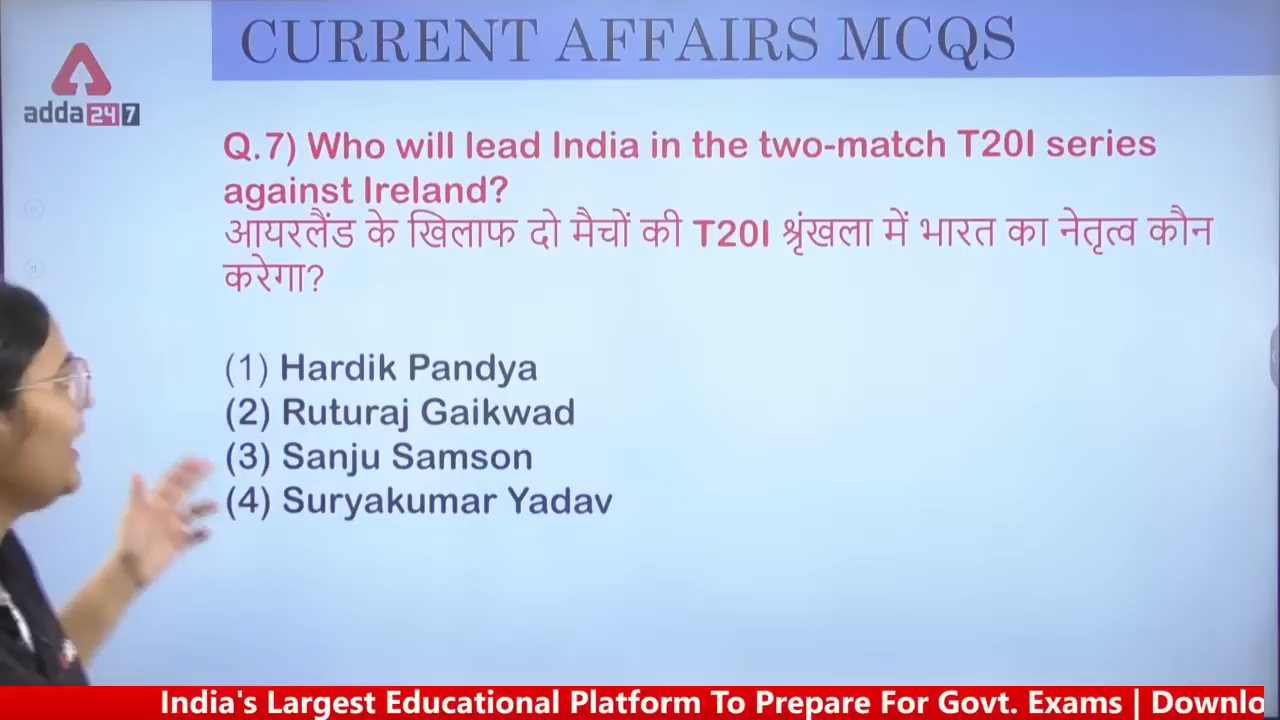 CURRENT AFFAIRS MCQS
adda247
Q.7) Who will lead India in the two-match T20I series
against Ireland?
आयरलैंड के खिलाफ दो मैचों की T20I श्रृंखला में भारत का नेतृत्व कौन
करेगा?
(1) Hardik Pandya
(2) Ruturaj Gaikwad
(3) Sanju Samson
(4) Suryakumar Yadav
India's Largest Educational Platform To Prepare For Govt. Exams | Downlo